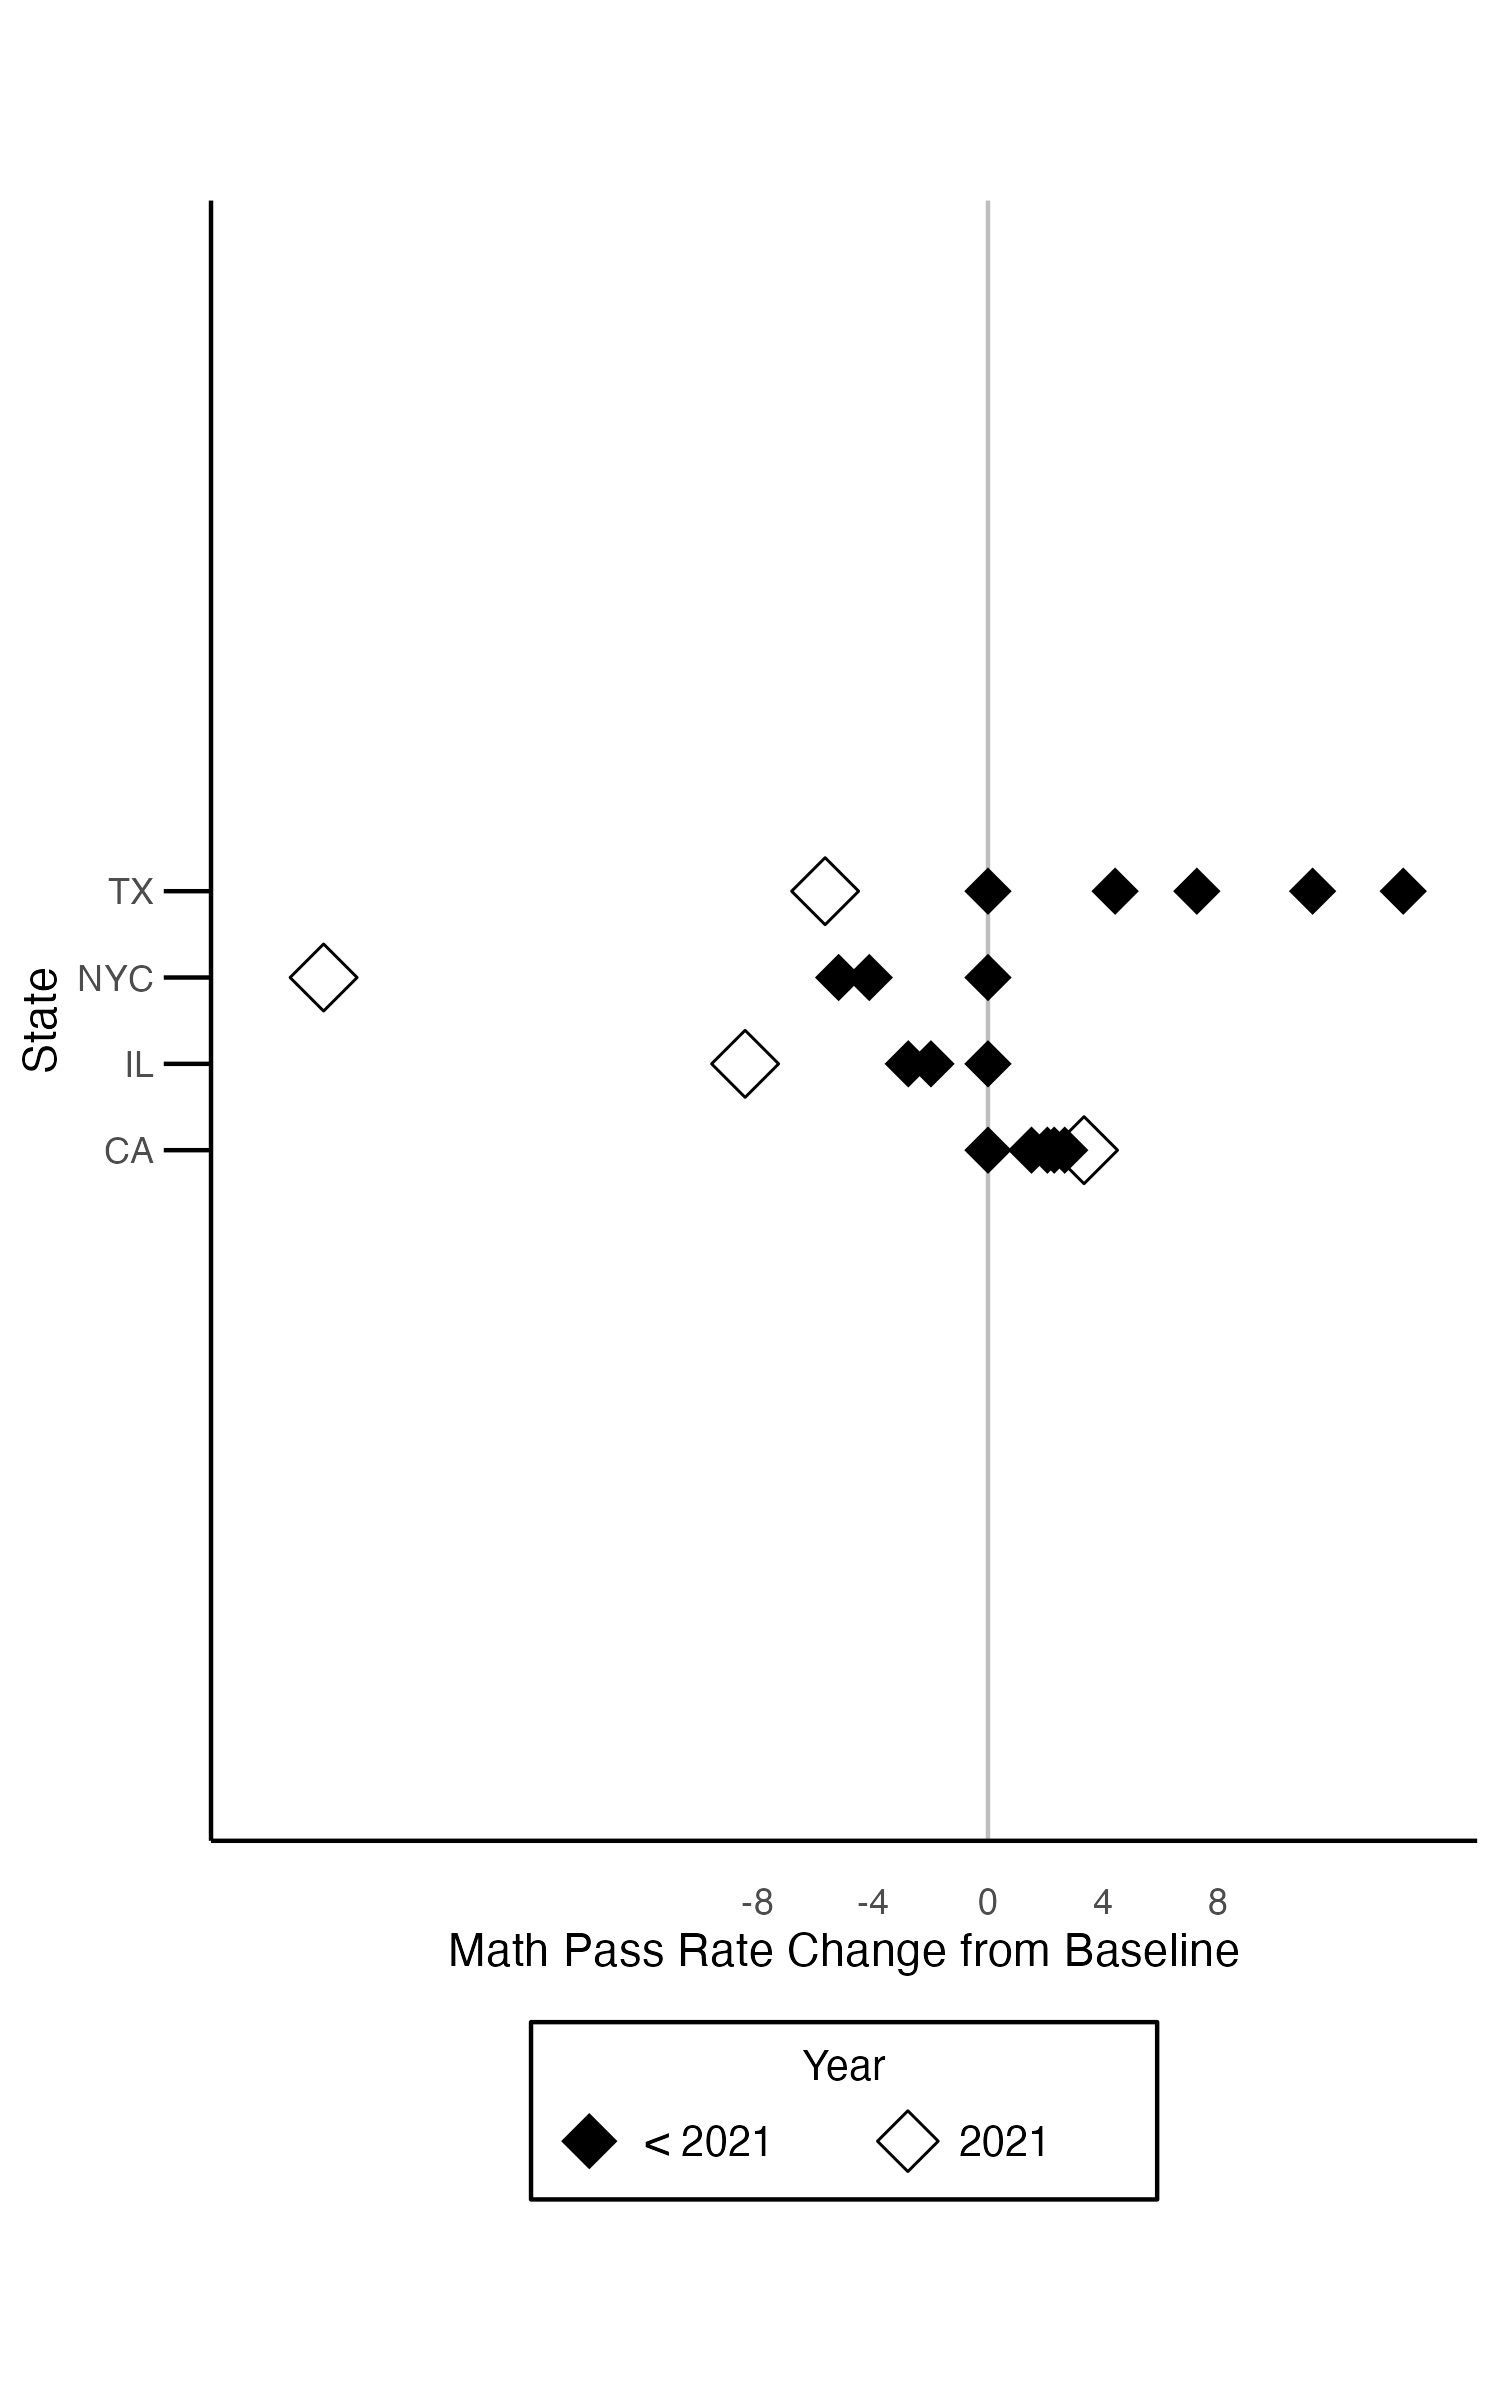 TX
NYC
IL
CA
State
-8 -4 0 4 8
Math Pass Rate Change from Baseline
Year
< 2021 2021